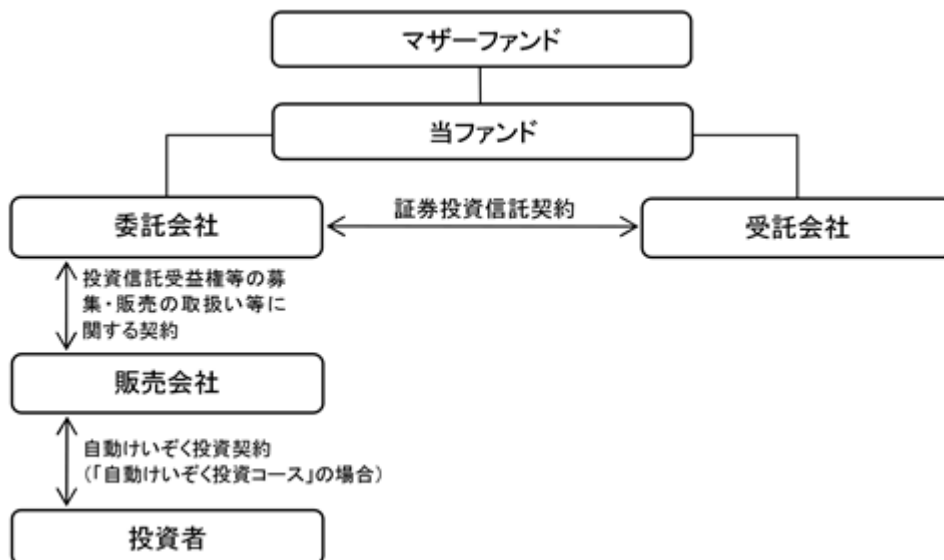 マザーファンド
当ファンド
委託会社
証券投資信託契約
受託会社
投資信託受益権等の募
集・販売の取扱い等に
関する契約
販売会社
自動けいぞく投資契約
(「自動けいぞく投資コース」の場合)
投資者